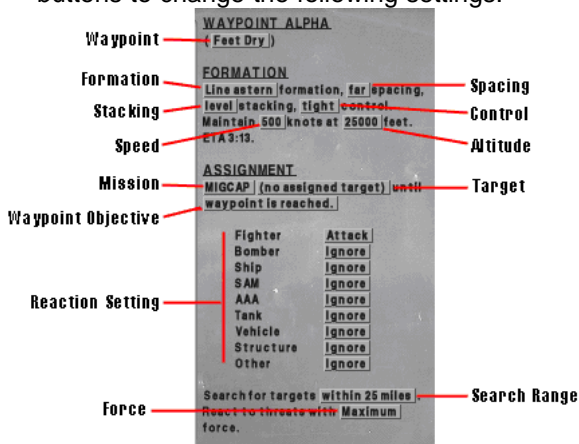 buttons to change the following settings.
WAYPOINT ALPHA
Waypoint
( Feet Dry )
FORMATION
Formation
Line astern formation, far spacing,
Spacing
Stacking
level stacking, tight control.
Control
Speed
Maintain 500 knots at 25000 feet.
Altitude
ETA 3:13.
ASSIGNMENT
Mission
MIGCAP (no assigned target) until
Target
Waypoint Objective
waypoint is reached.
Fighter Attack
Bomber Ignore
Ship Ignore
SAM Ignore
Reaction Setting
AAA Ignore
Tank Ignore
Vehicle Ignore
Structure Ignore
Other Ignore
Search for targets within 25 miles.
Search Range
Force
React to threats with Maximum
force.